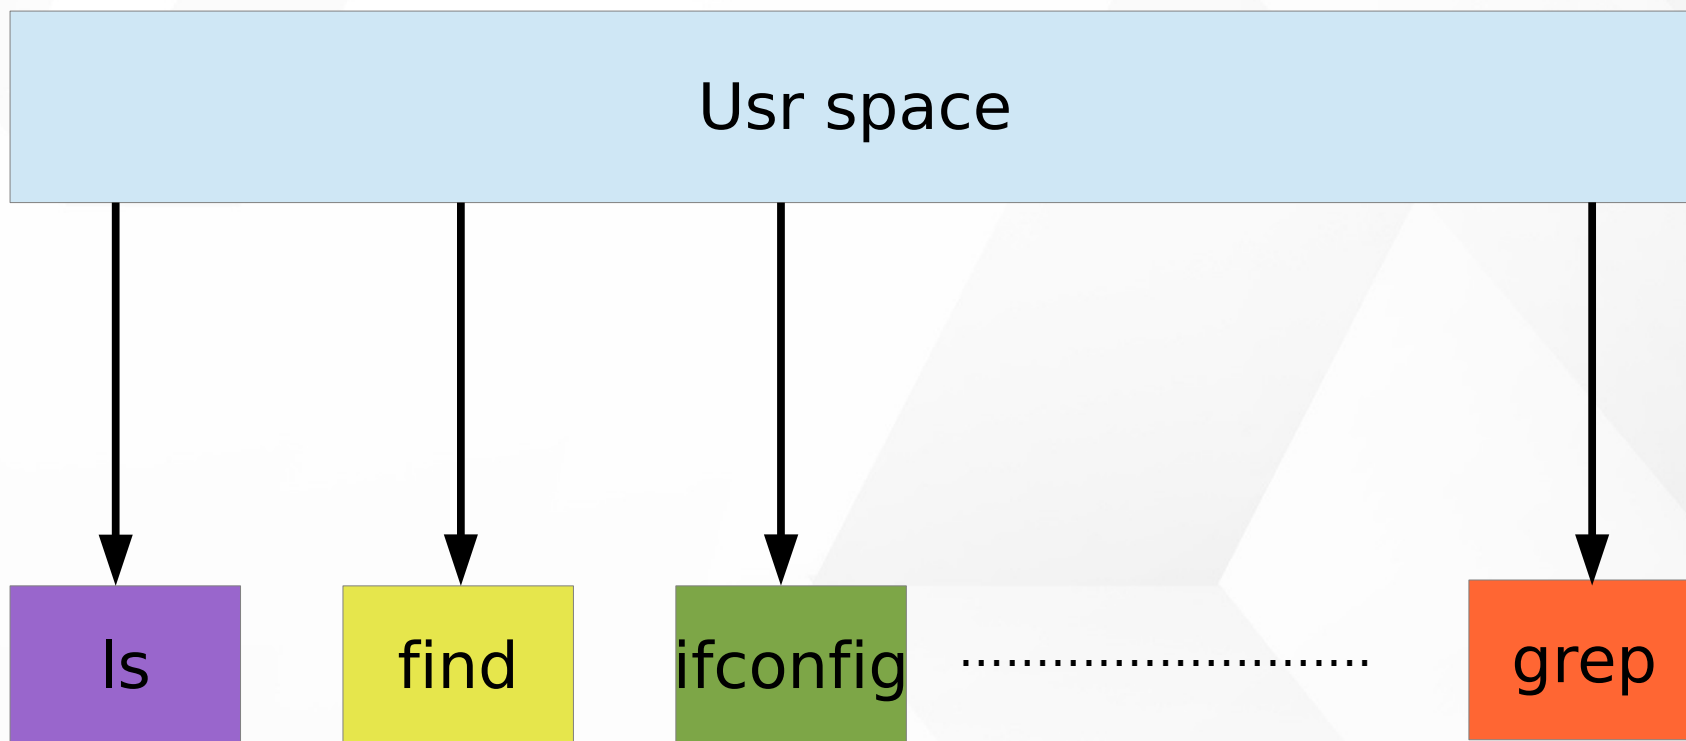 Usr space
ls
find
ifconfig
...........................
grep